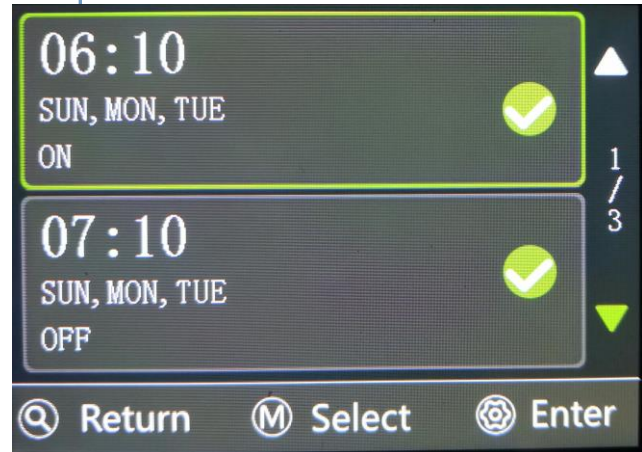 06:10
SUN, MON, TUE
ON
07:10
SUN, MON, TUE
OFF
1
/
3
Return
M Select
Enter